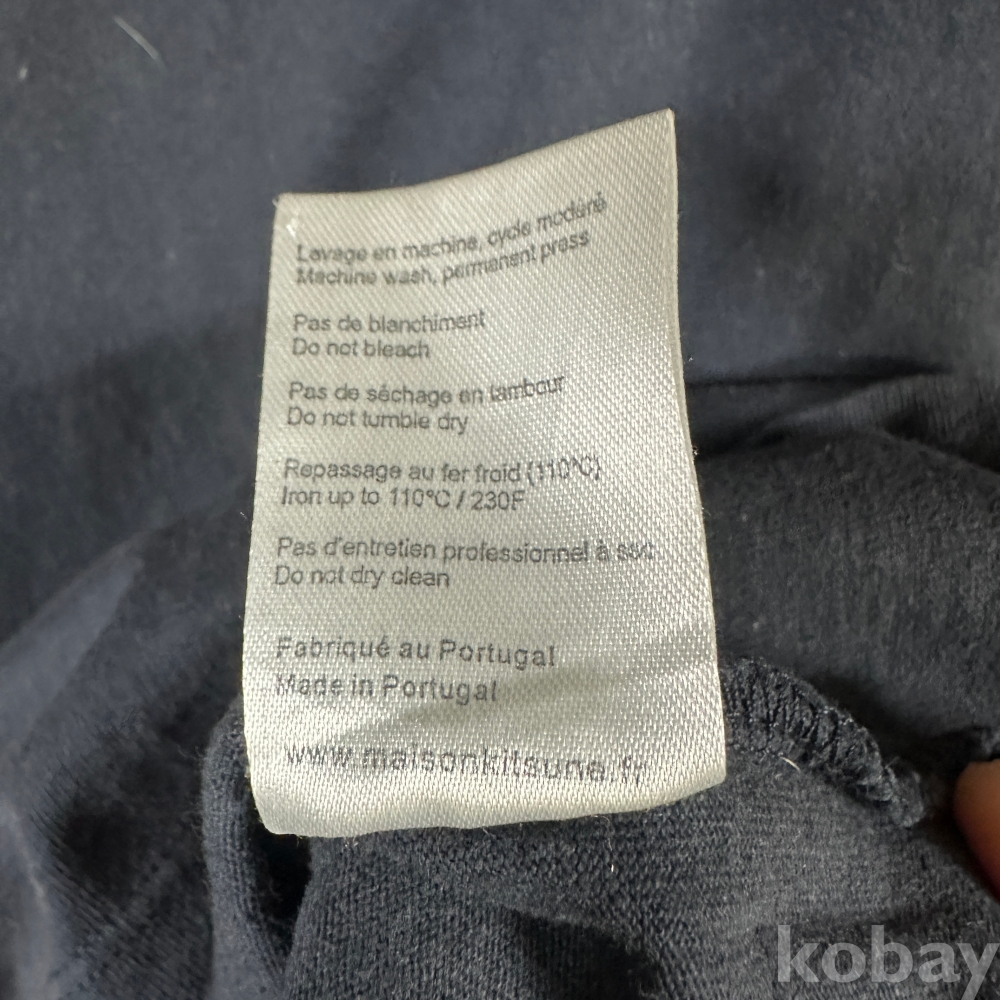 Lavage en machine, cycle modéré
Machine wash, permanent press
Pas de blanchiment
Do not bleach
Pas de séchage en tambour
Do not tumble dry
Repassage au fer froid (110°C)
Iron up to 110°C / 230F
Pas d'entretien professionnel à sec
Do not dry clean
Fabriqué au Portugal
Made in Portugal
www.maisonkitsune.fr
kobay